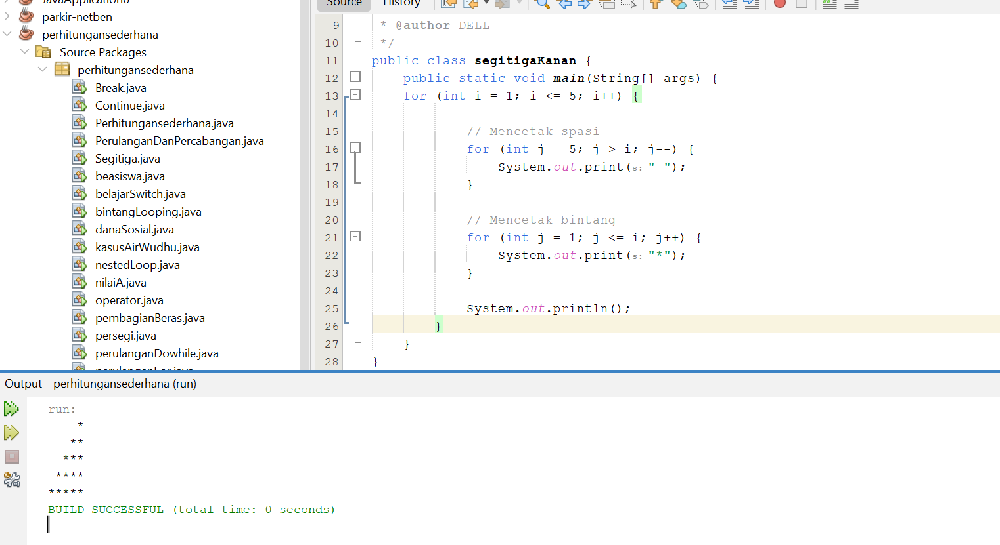 JavaApplication6
parkir-netben
perhitungansederhana
Source Packages
perhitungansederhana
Break.java
Continue.java
Perhitungansederhana.java
PerulanganDanPercabangan.java
Segitiga.java
beasiswa.java
belajarSwitch.java
bintangLooping.java
danaSosial.java
kasusAirWudhu.java
nestedLoop.java
nilaiA.java
operator.java
pembagianBeras.java
persegi.java
perulanganDowhile.java
perulanganFor.java
Source History
9 * @author DELL
10 */
11 public class segitigaKanan {
12 public static void main(String[] args) {
13 for (int i = 1; i <= 5; i++) {
14
15 // Mencetak spasi
16 for (int j = 5; j > i; j--) {
17 System.out.print(s: " ");
18 }
19
20 // Mencetak bintang
21 for (int j = 1; j <= i; j++) {
22 System.out.print(s: "*");
23 }
24
25 System.out.println();
26 }
27 }
28 }
Output - perhitungansederhana (run)
run:
    *
   **
  ***
 ****
*****
BUILD SUCCESSFUL (total time: 0 seconds)